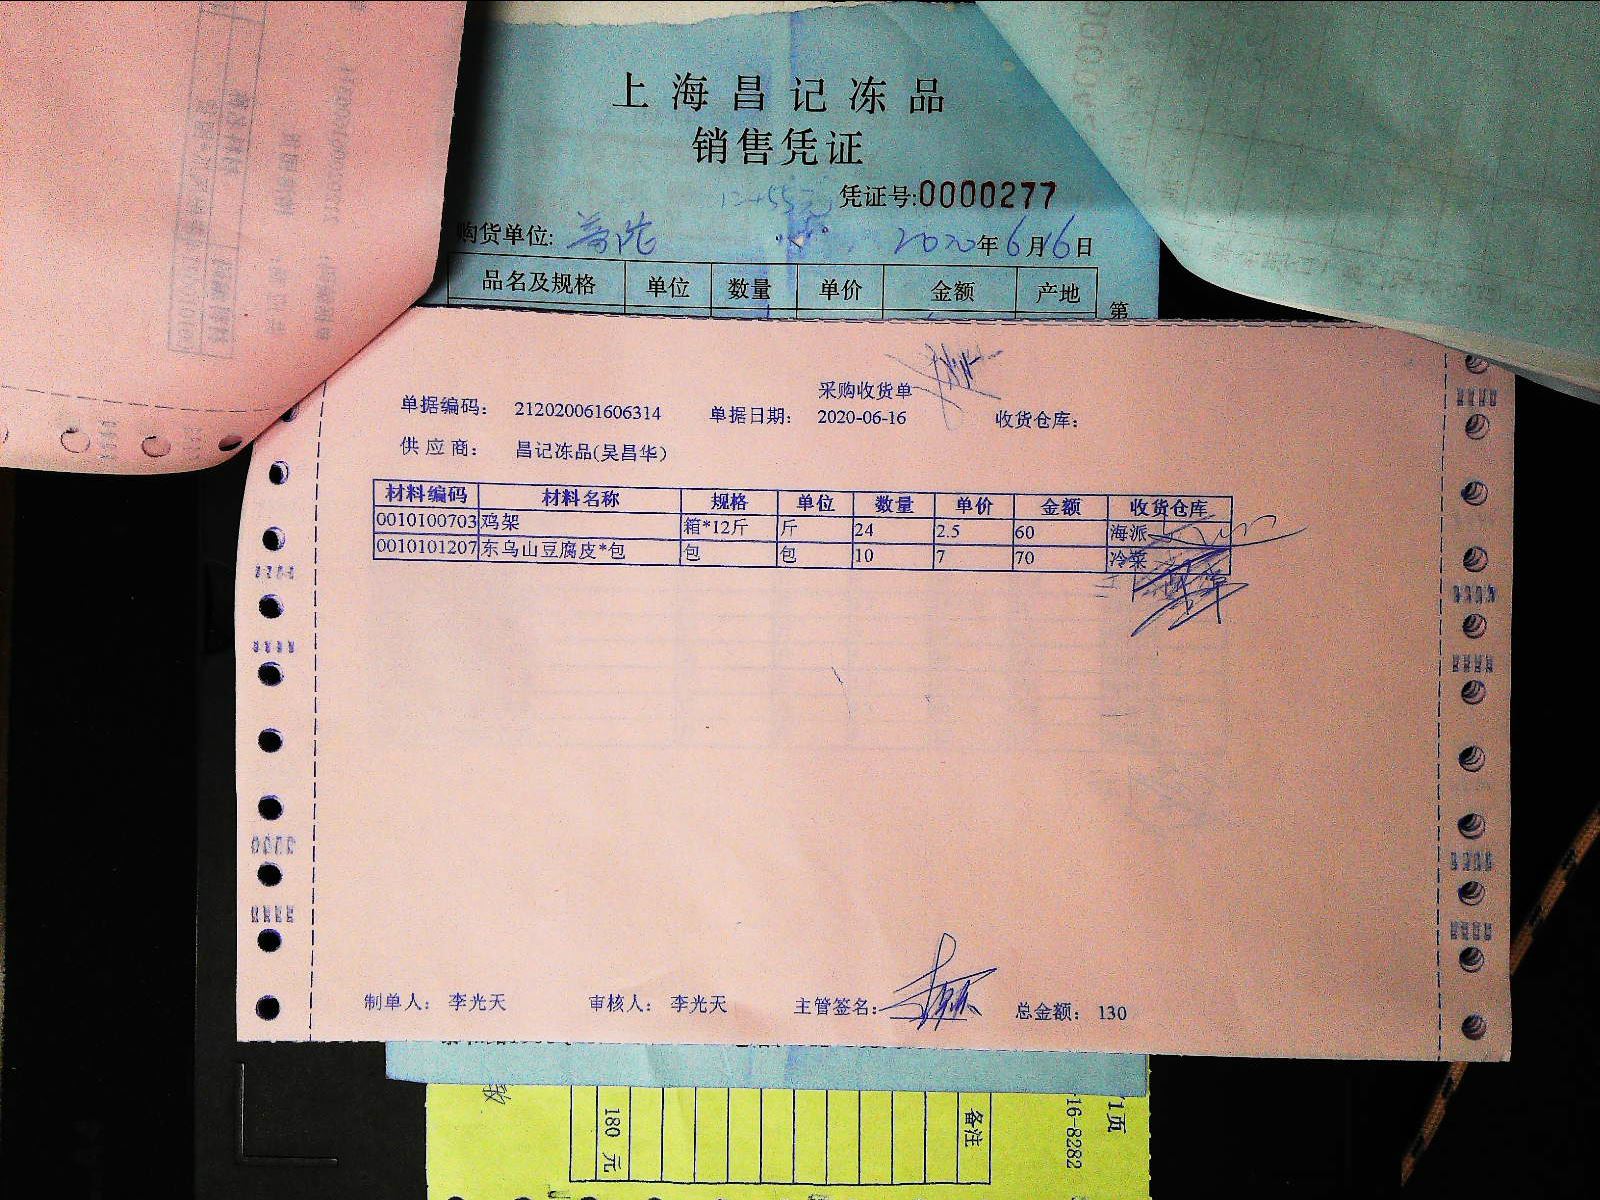 上海昌记冻品
销售凭证
凭证号:0000277
购货单位: 2020年6月16日
品名及规格 单位 数量 单价 金额 产地
第
采购收货单
单据编码: 212020061606314 单据日期: 2020-06-16 收货仓库:
供应商: 昌记冻品(吴昌华)
材料编码 材料名称 规格 单位 数量 单价 金额 收货仓库
0010100703 鸡架 箱*12斤 斤 24 2.5 60 海派
0010101207 东乌山豆腐皮*包 包 包 10 7 70 冷菜
制单人: 李光天 审核人: 李光天 主管签名: 总金额: 130
180 元
备注
16-8282
1页